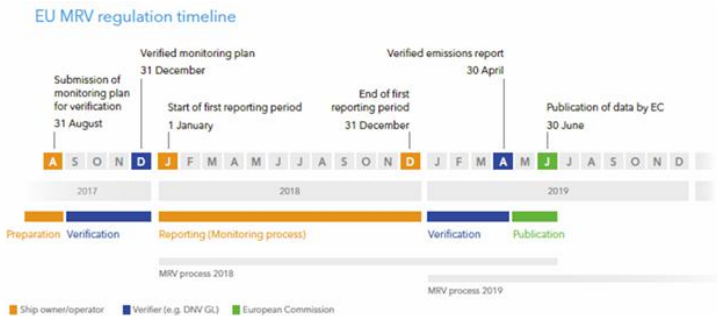 EU MRV regulation timeline
Verified monitoring plan
31 December
Verified emissions report
30 April
Submission of
monitoring plan
for verification
31 August
Start of first reporting period
1 January
End of first
reporting period
31 December
Publication of data by EC
30 June
A S O N D J F M A M J J A S O N D J F M A M J J A S O N D
2017 2018 2019
Preparation Verification Reporting (Monitoring process) Verification Publication
MRV process 2018
MRV process 2019
Ship owner/operator Verifier (e.g. DNV GL) European Commission